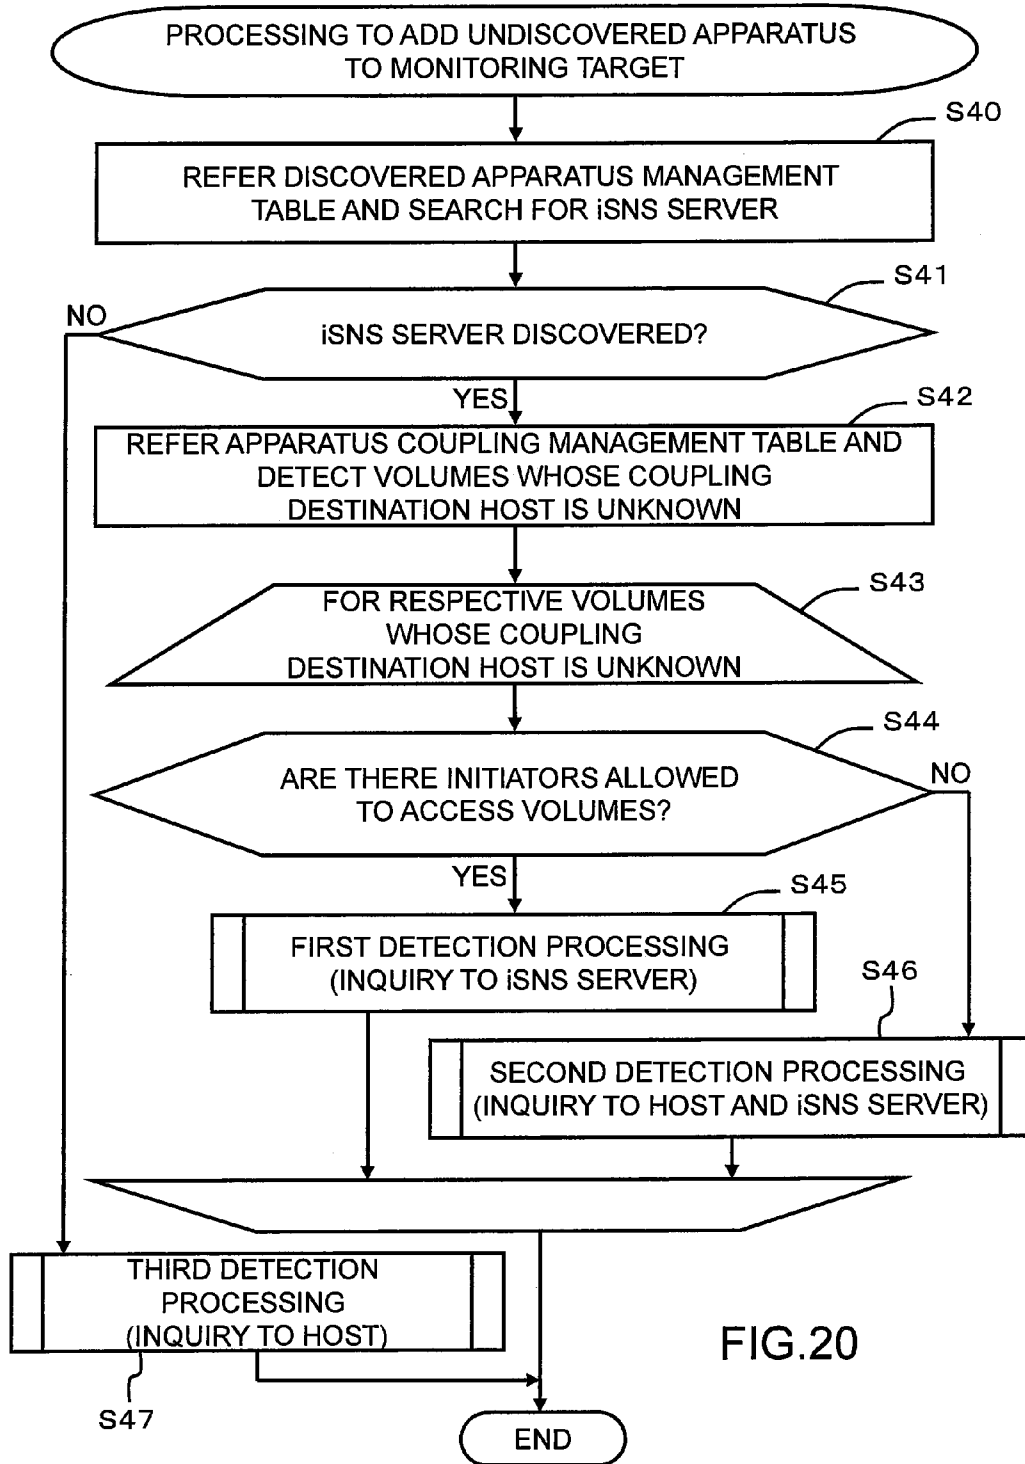 PROCESSING TO ADD UNDISCOVERED APPARATUS
TO MONITORING TARGET
S40
REFER DISCOVERED APPARATUS MANAGEMENT
TABLE AND SEARCH FOR iSNS SERVER
S41
NO
iSNS SERVER DISCOVERED?
YES
S42
REFER APPARATUS COUPLING MANAGEMENT TABLE AND
DETECT VOLUMES WHOSE COUPLING
DESTINATION HOST IS UNKNOWN
S43
FOR RESPECTIVE VOLUMES
WHOSE COUPLING
DESTINATION HOST IS UNKNOWN
S44
ARE THERE INITIATORS ALLOWED
TO ACCESS VOLUMES?
NO
YES
S45
FIRST DETECTION PROCESSING
(INQUIRY TO iSNS SERVER)
S46
SECOND DETECTION PROCESSING
(INQUIRY TO HOST AND iSNS SERVER)
THIRD DETECTION
PROCESSING
(INQUIRY TO HOST)
S47
FIG.20
END